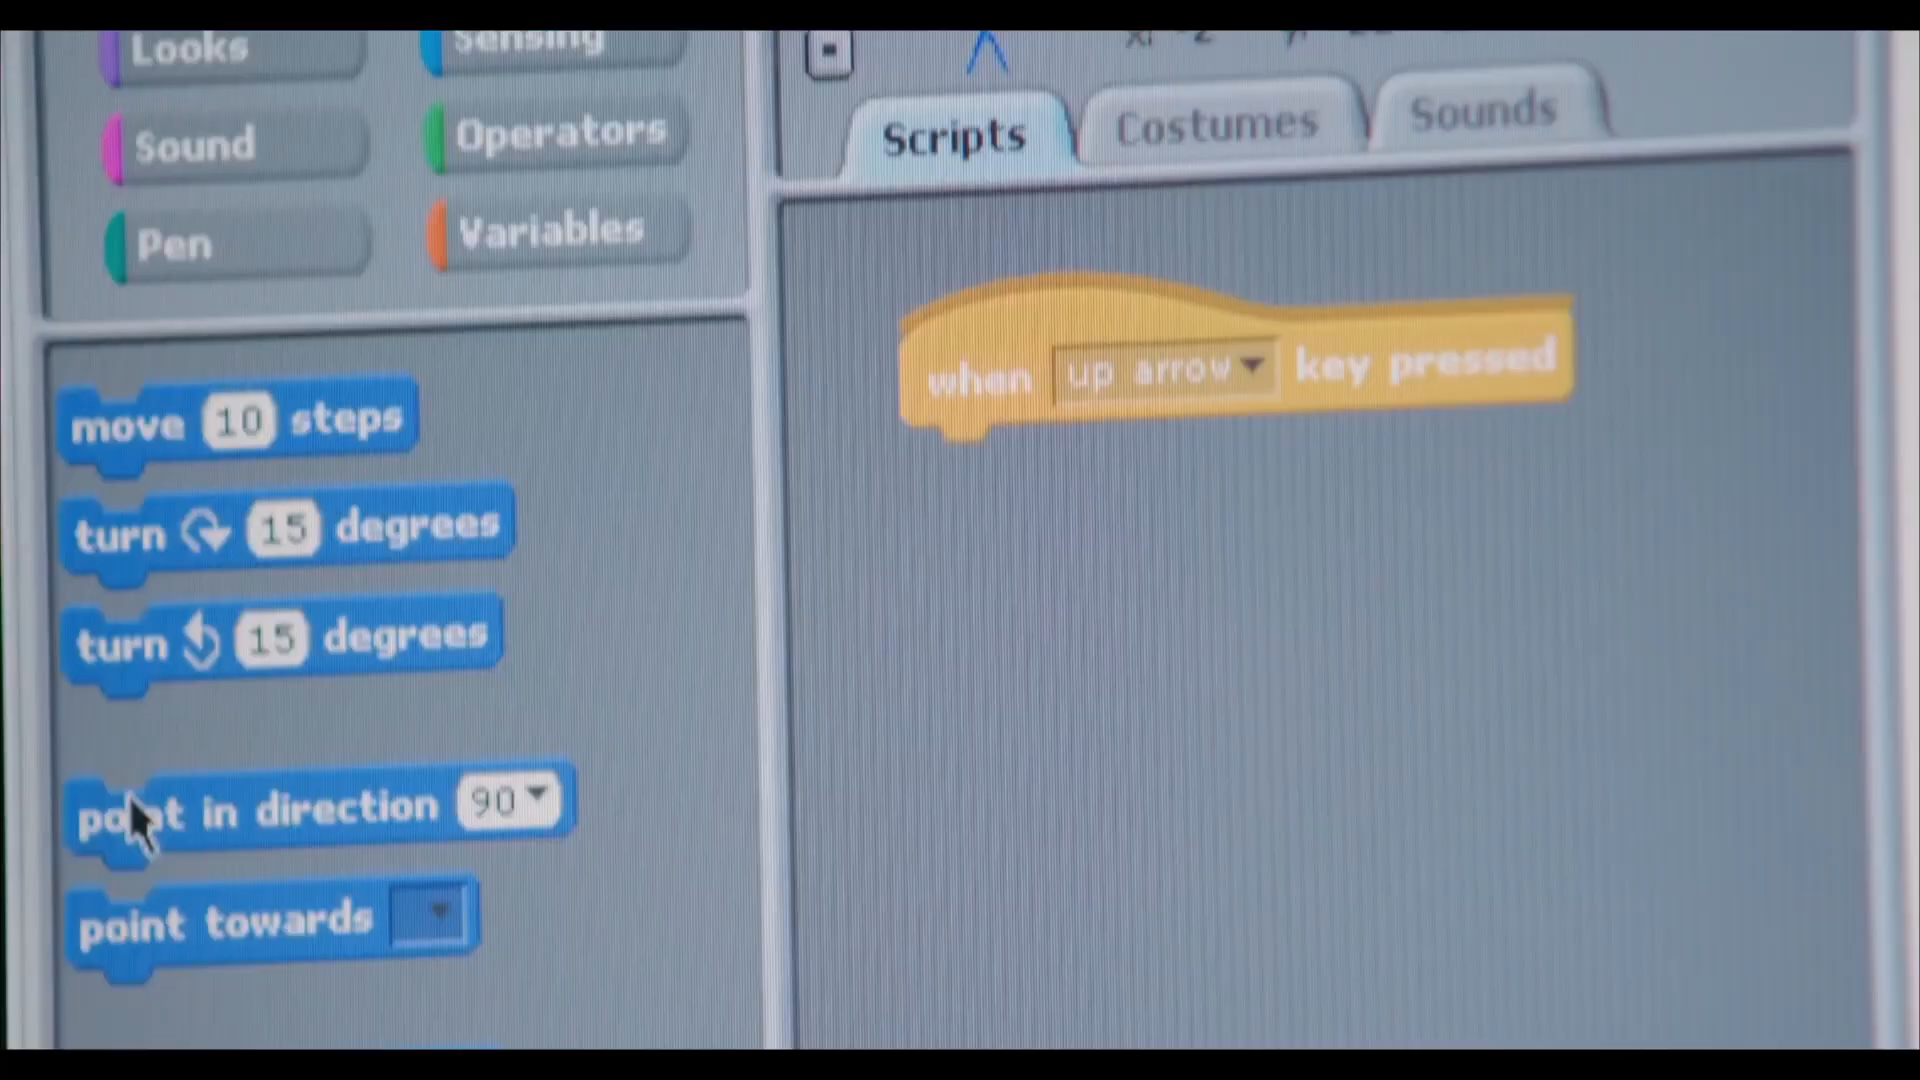 Looks
Sensing
Sound
Operators
Pen
Variables
move 10 steps
turn 15 degrees
turn 15 degrees
point in direction 90
point towards
Scripts
Costumes
Sounds
when up arrow key pressed